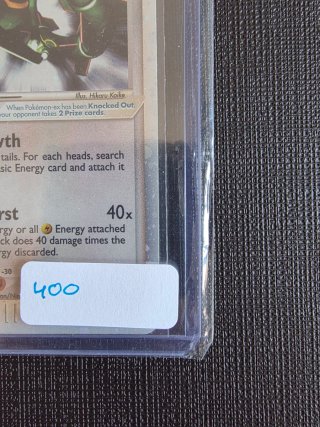 Illus. Hikaru Koike
When Pokémon-ex has been Knocked Out,
your opponent takes 2 Prize cards.
wth
tails. For each heads, search
sic Energy card and attach it
rst 40x
ergy or all Energy attached
ck does 40 damage times the
ergy discarded.
-30
400